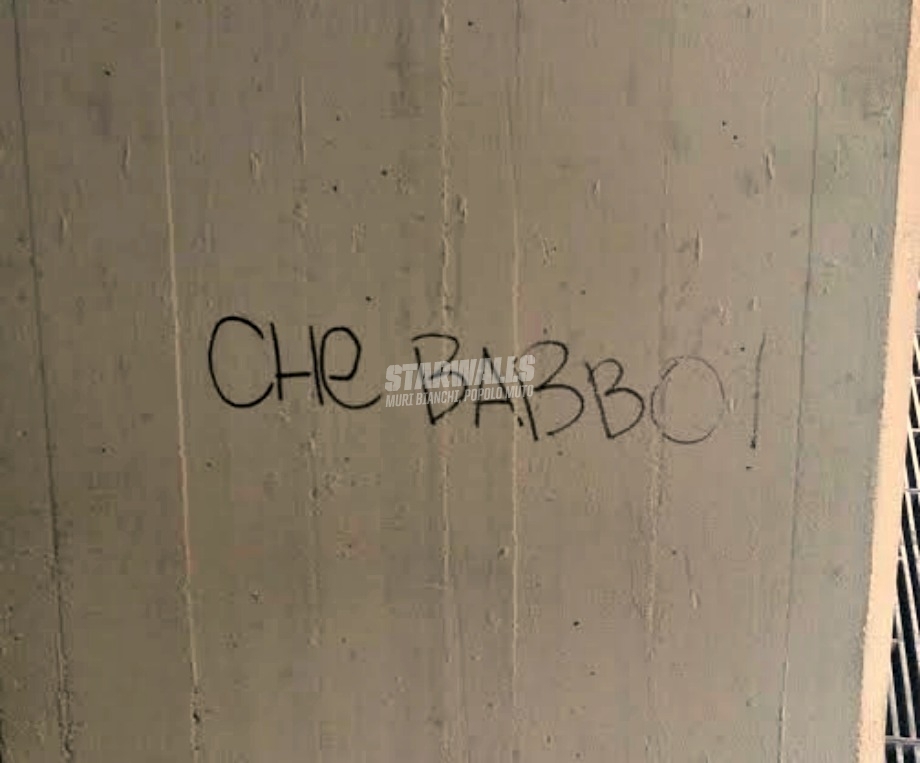 CHE BABBO!
STARWALLS
MURI BIANCHI, POPOLO MUTO